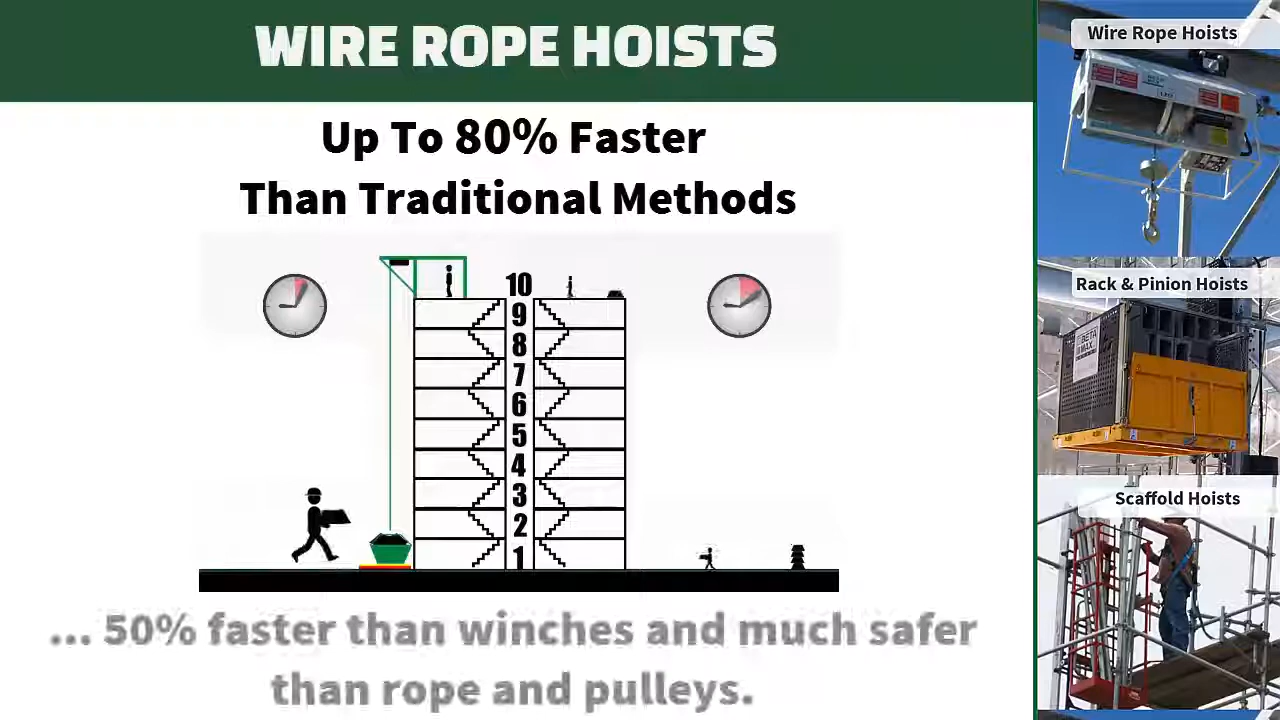 WIRE ROPE HOISTS
Up To 80% Faster
Than Traditional Methods
10
9
8
7
6
5
4
3
2
1
... 50% faster than winches and much safer
than rope and pulleys.
Wire Rope Hoists
Rack & Pinion Hoists
BETA
MAX
Scaffold Hoists